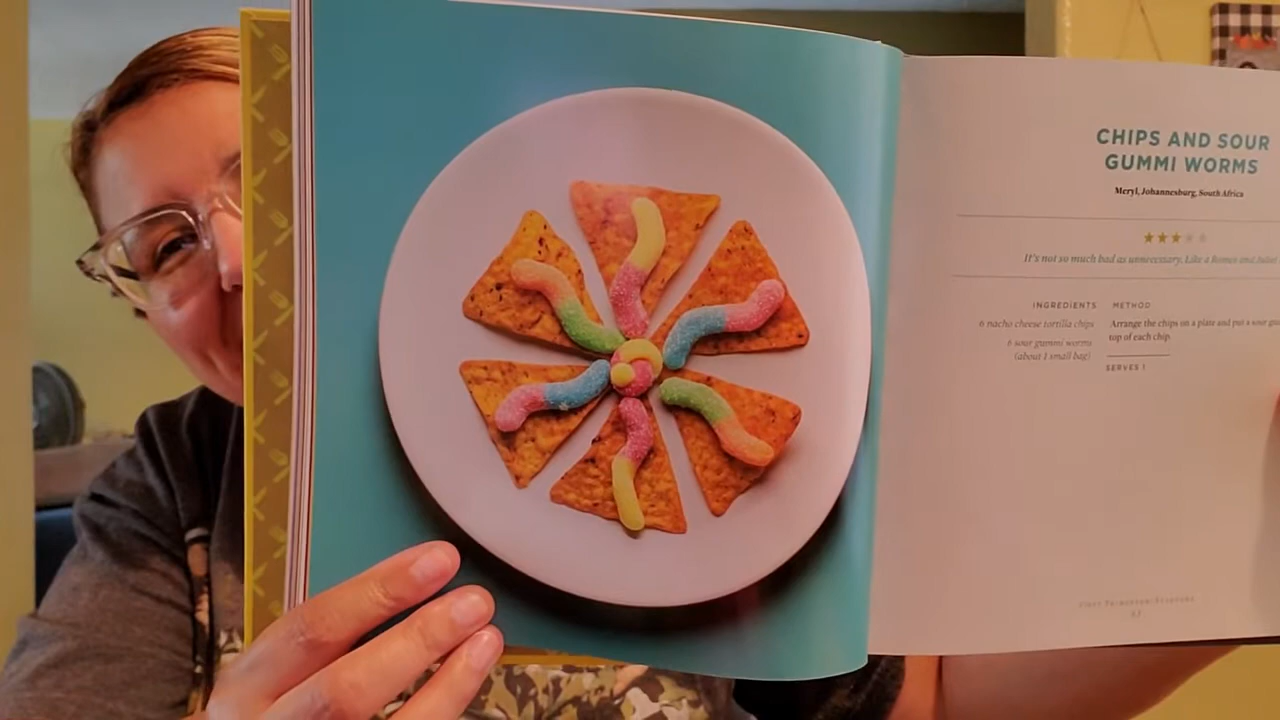 CHIPS AND SOUR
GUMMI WORMS
Meryl, Johannesburg, South Africa
It's not so much bad as unnecessary. Like a Romeo and Juliet
INGREDIENTS
6 nacho cheese tortilla chips
6 sour gummi worms
(about 1 small bag)
METHOD
Arrange the chips on a plate and put a sour
top of each chip.
SERVES 1